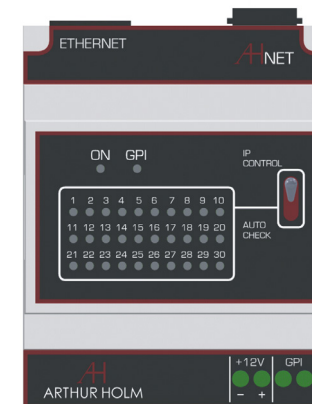 ETHERNET
AH NET
ON GPI
IP
CONTROL
1 2 3 4 5 6 7 8 9 10
11 12 13 14 15 16 17 18 19 20
AUTO
CHECK
21 22 23 24 25 26 27 28 29 30
+12V GPI
AH
ARTHUR HOLM
- +